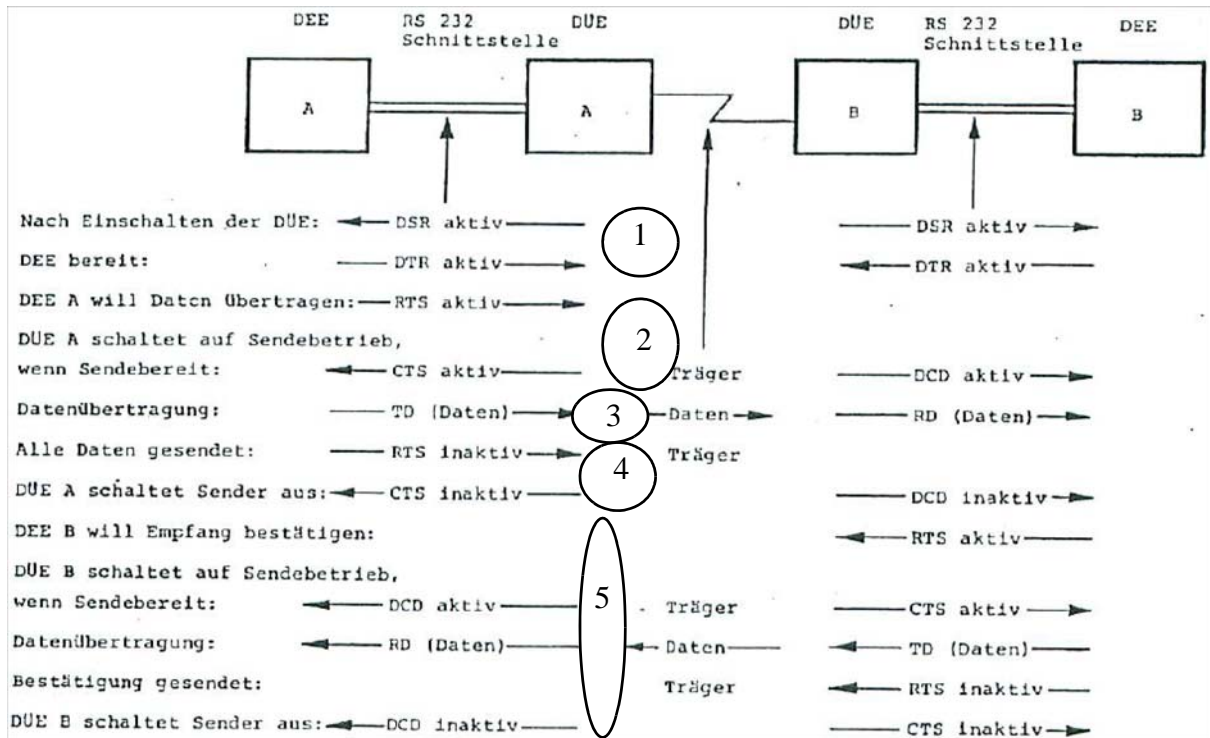 DEE RS 232 DÜE DÜE RS 232 DEE
Schnittstelle Schnittstelle
A A B B
Nach Einschalten der DÜE: DSR aktiv 1 DSR aktiv
DEE bereit: DTR aktiv DTR aktiv
DEE A will Daten Übertragen: RTS aktiv
DÜE A schaltet auf Sendebetrieb, 2
wenn Sendebereit: CTS aktiv Träger DCD aktiv
Datenübertragung: TD (Daten) 3 Daten RD (Daten)
Alle Daten gesendet: RTS inaktiv 4 Träger
DÜE A schaltet Sender aus: CTS inaktiv DCD inaktiv
DEE B will Empfang bestätigen: RTS aktiv
DÜE B schaltet auf Sendebetrieb,
wenn Sendebereit: DCD aktiv 5 Träger CTS aktiv
Datenübertragung: RD (Daten) Daten TD (Daten)
Bestätigung gesendet: Träger RTS inaktiv
DÜE B schaltet Sender aus: DCD inaktiv CTS inaktiv